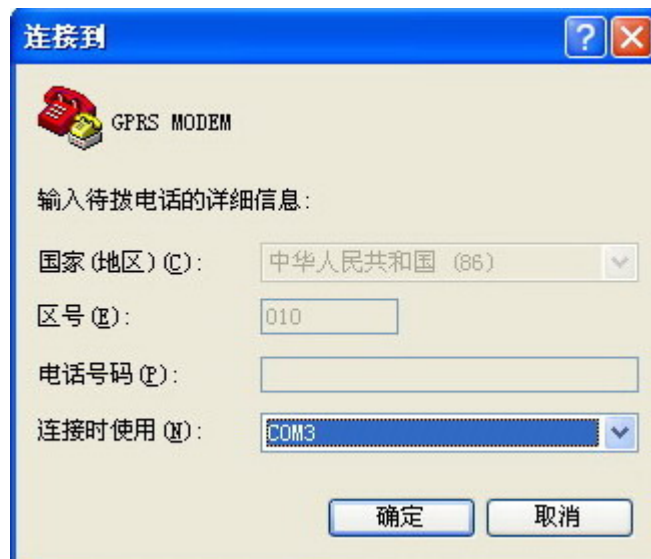 连接到
GPRS MODEM
输入待拨电话的详细信息:
国家(地区)(C): 中华人民共和国 (86)
区号(E): 010
电话号码(P):
连接时使用(N): COM3
确定 取消